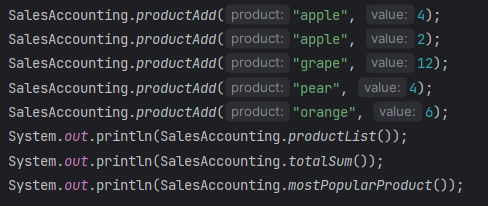 SalesAccounting.productAdd( product: "apple", value: 4);
SalesAccounting.productAdd( product: "apple", value: 2);
SalesAccounting.productAdd( product: "grape", value: 12);
SalesAccounting.productAdd( product: "pear", value: 4);
SalesAccounting.productAdd( product: "orange", value: 6);
System.out.println(SalesAccounting.productList());
System.out.println(SalesAccounting.totalSum());
System.out.println(SalesAccounting.mostPopularProduct());